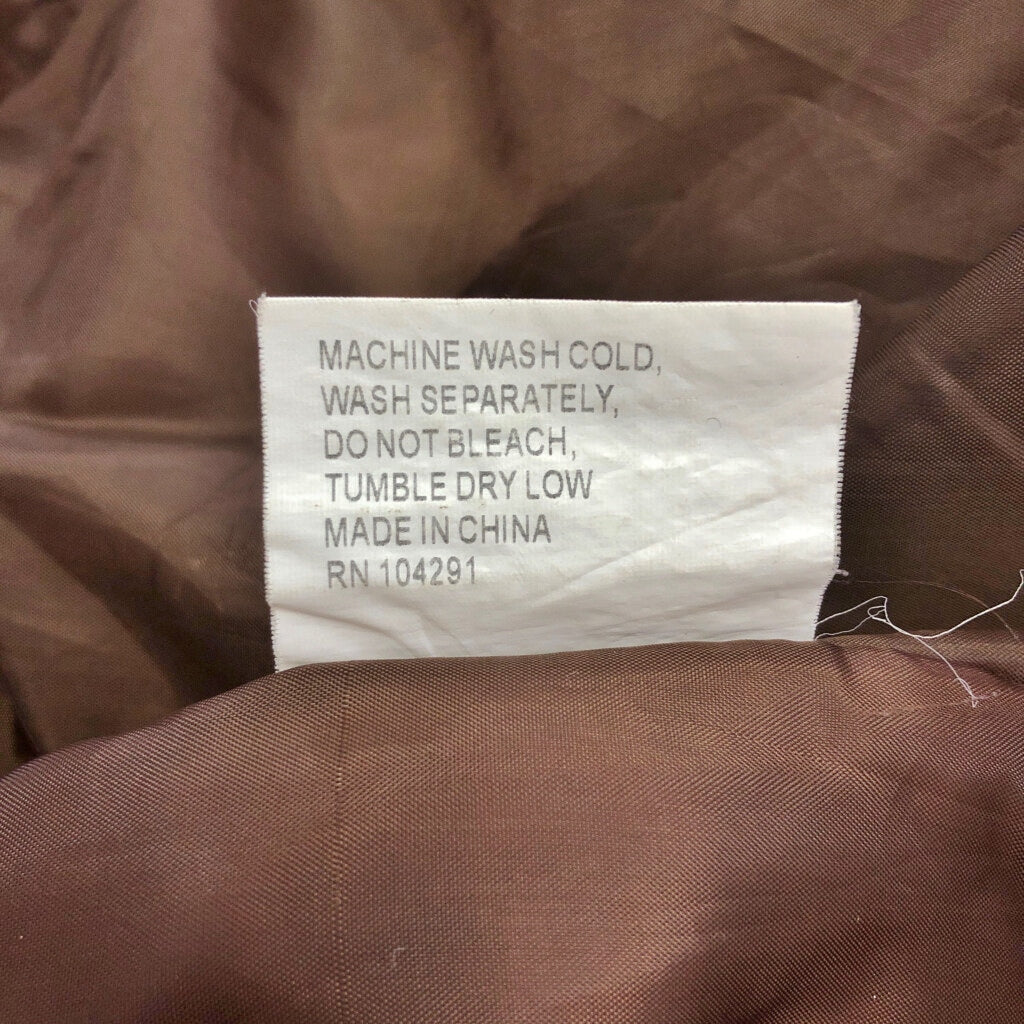 MACHINE WASH COLD,
WASH SEPARATELY,
DO NOT BLEACH,
TUMBLE DRY LOW
MADE IN CHINA
RN 104291